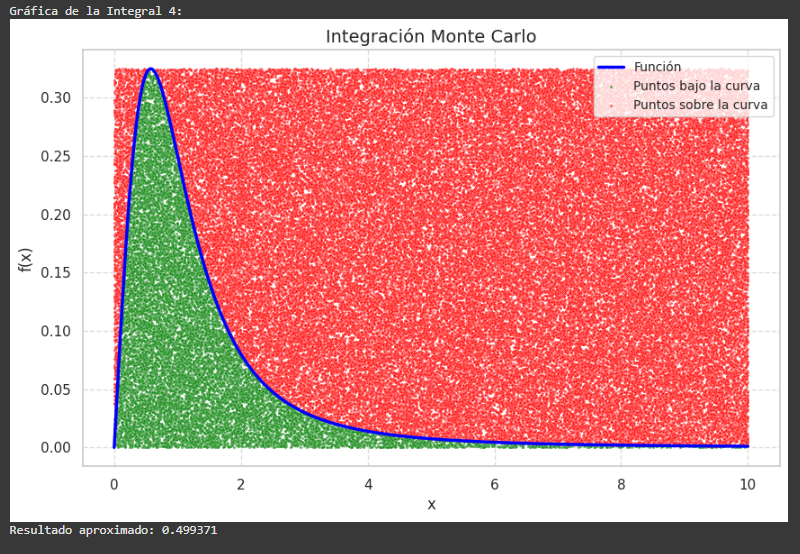 Gráfica de la Integral 4:
Integración Monte Carlo
Función
Puntos bajo la curva
Puntos sobre la curva
0.30
0.25
0.20
0.15
0.10
0.05
0.00
f(x)
0 2 4 6 8 10
x
Resultado aproximado: 0.499371